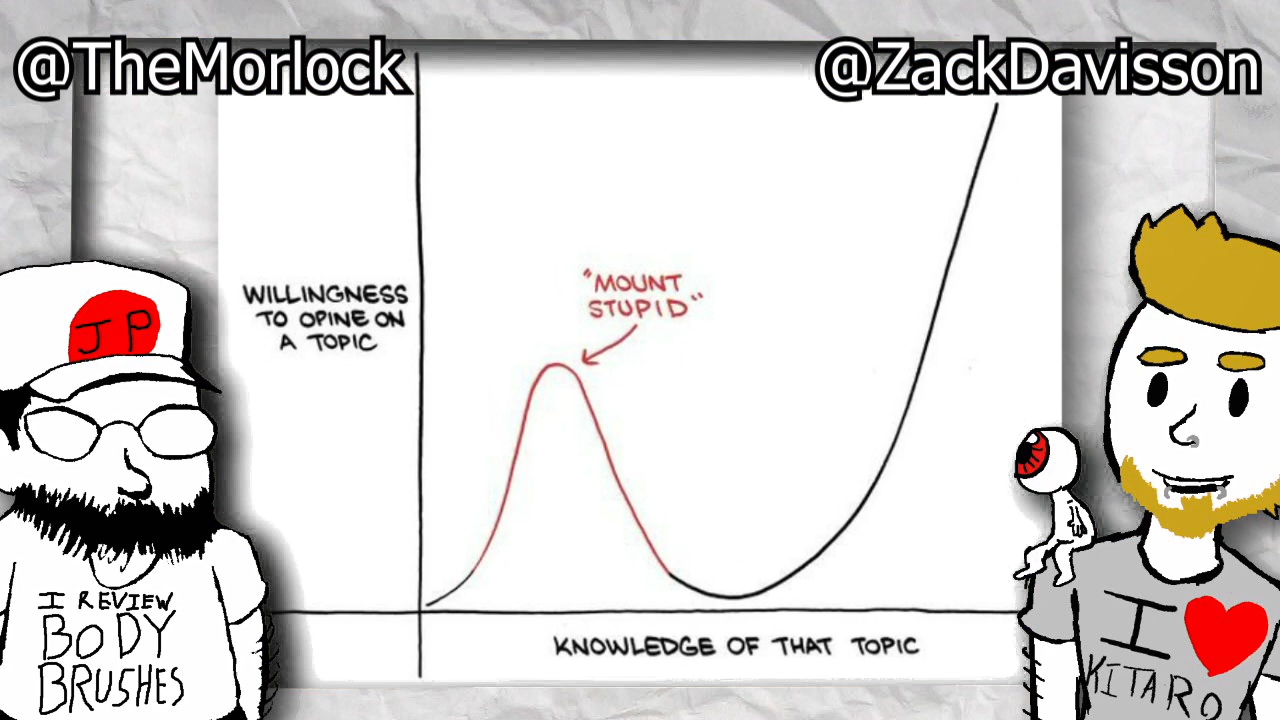 @TheMorlock
@ZackDavisson
WILLINGNESS
TO OPINE ON
A TOPIC
"MOUNT
STUPID"
KNOWLEDGE OF THAT TOPIC
JP
I REVIEW
BODY
BRUSHES
I
KITARO